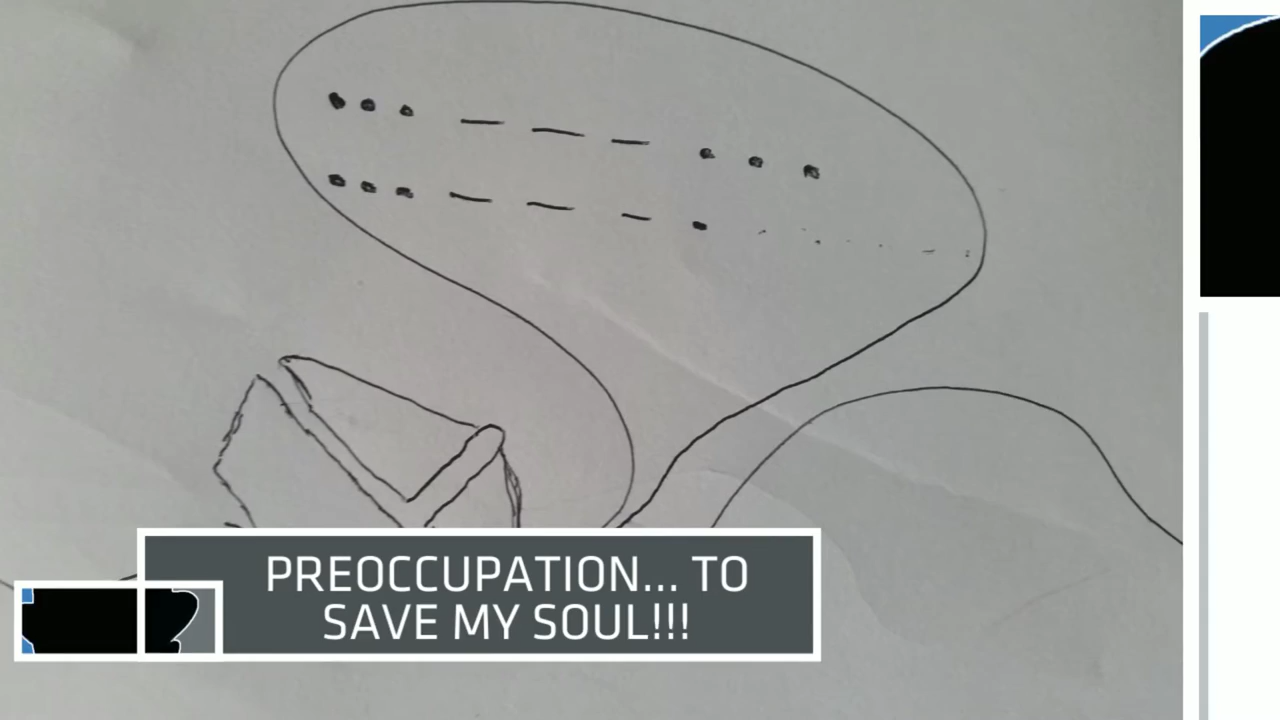 ... _ _ _ ...
... _ _ _ .
PREOCCUPATION... TO
SAVE MY SOUL!!!